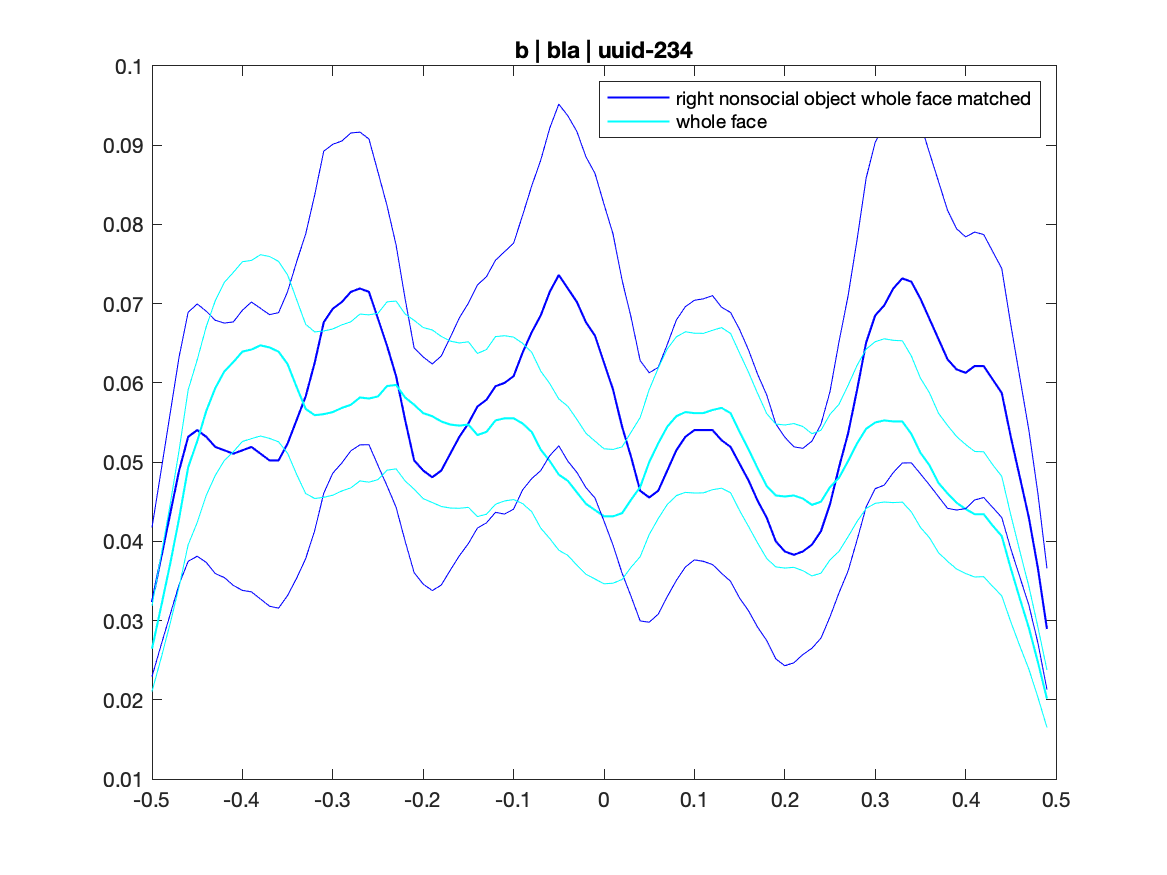 b | bla | uuid-234
right nonsocial object whole face matched
whole face
0.1
0.09
0.08
0.07
0.06
0.05
0.04
0.03
0.02
0.01
-0.5 -0.4 -0.3 -0.2 -0.1 0 0.1 0.2 0.3 0.4 0.5